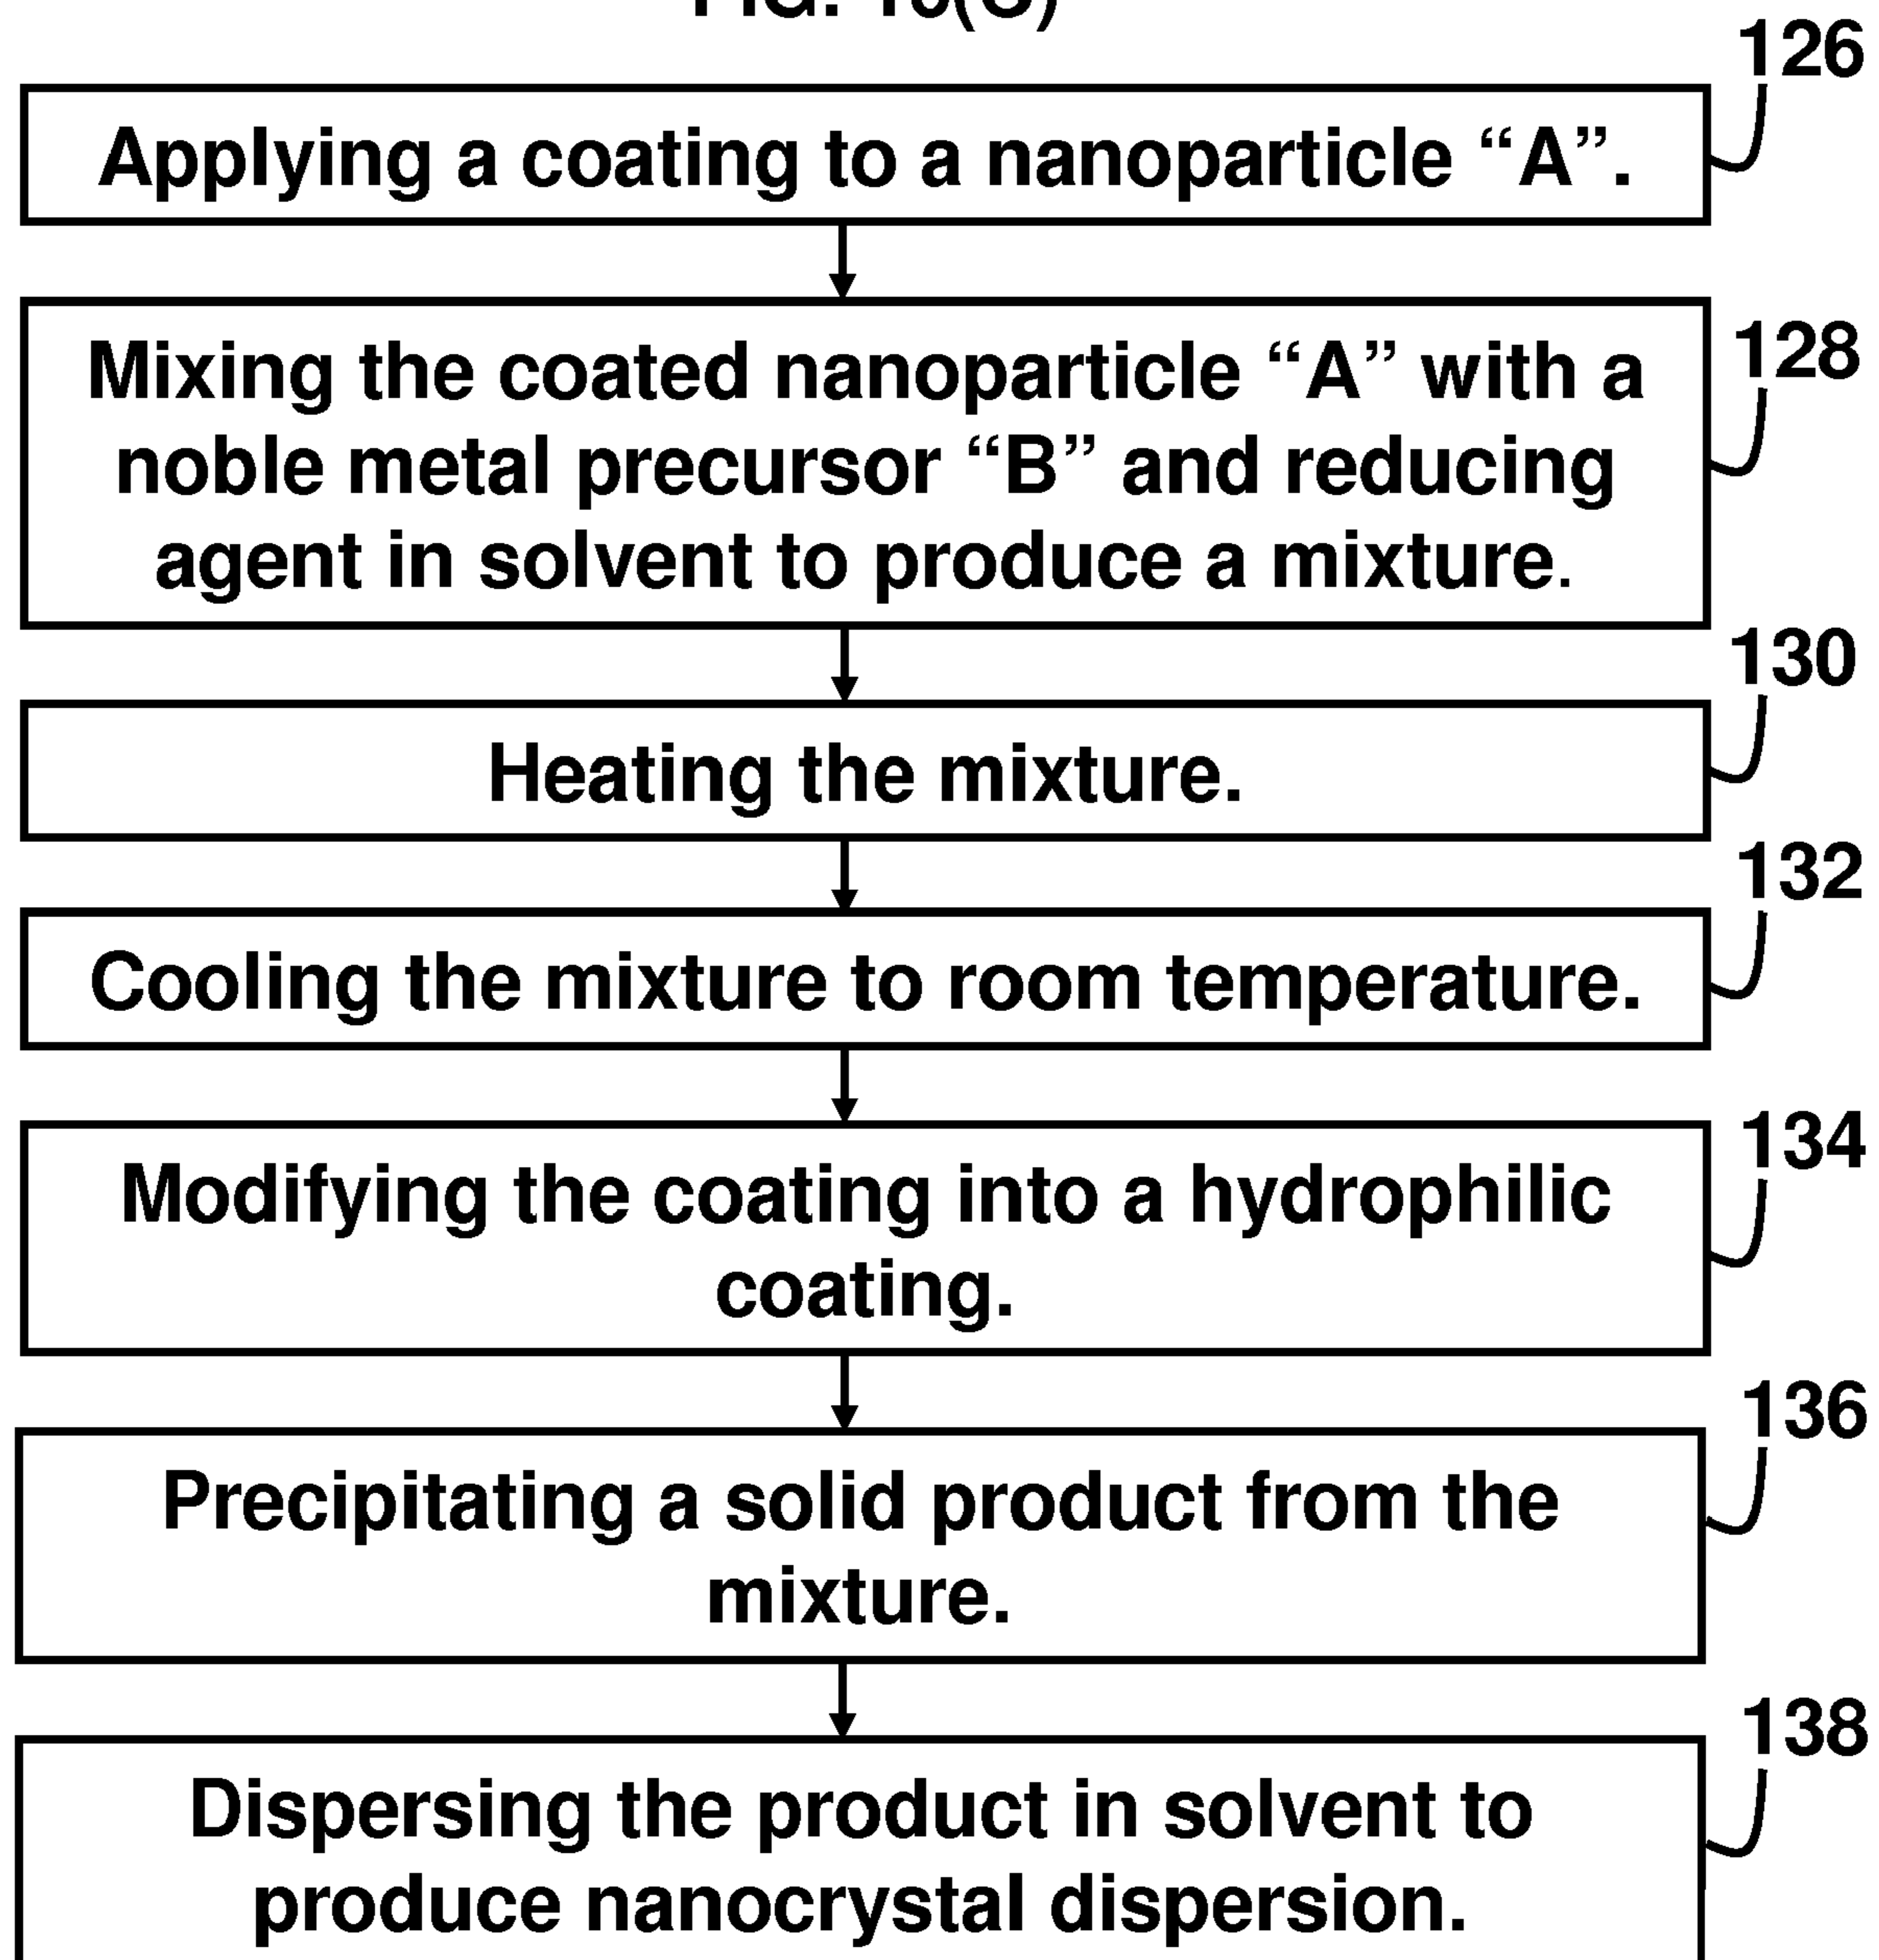 126
Applying a coating to a nanoparticle “A”.
128
Mixing the coated nanoparticle “A” with a
noble metal precursor “B” and reducing
agent in solvent to produce a mixture.
130
Heating the mixture.
132
Cooling the mixture to room temperature.
134
Modifying the coating into a hydrophilic
coating.
136
Precipitating a solid product from the
mixture.
138
Dispersing the product in solvent to
produce nanocrystal dispersion.